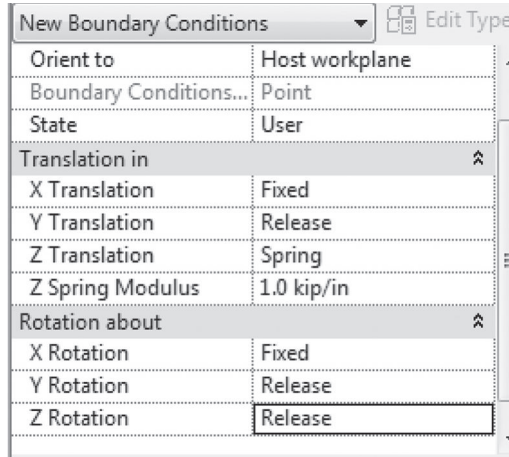 New Boundary Conditions Edit Type
Orient to Host workplane
Boundary Conditions... Point
State User
Translation in
X Translation Fixed
Y Translation Release
Z Translation Spring
Z Spring Modulus 1.0 kip/in
Rotation about
X Rotation Fixed
Y Rotation Release
Z Rotation Release